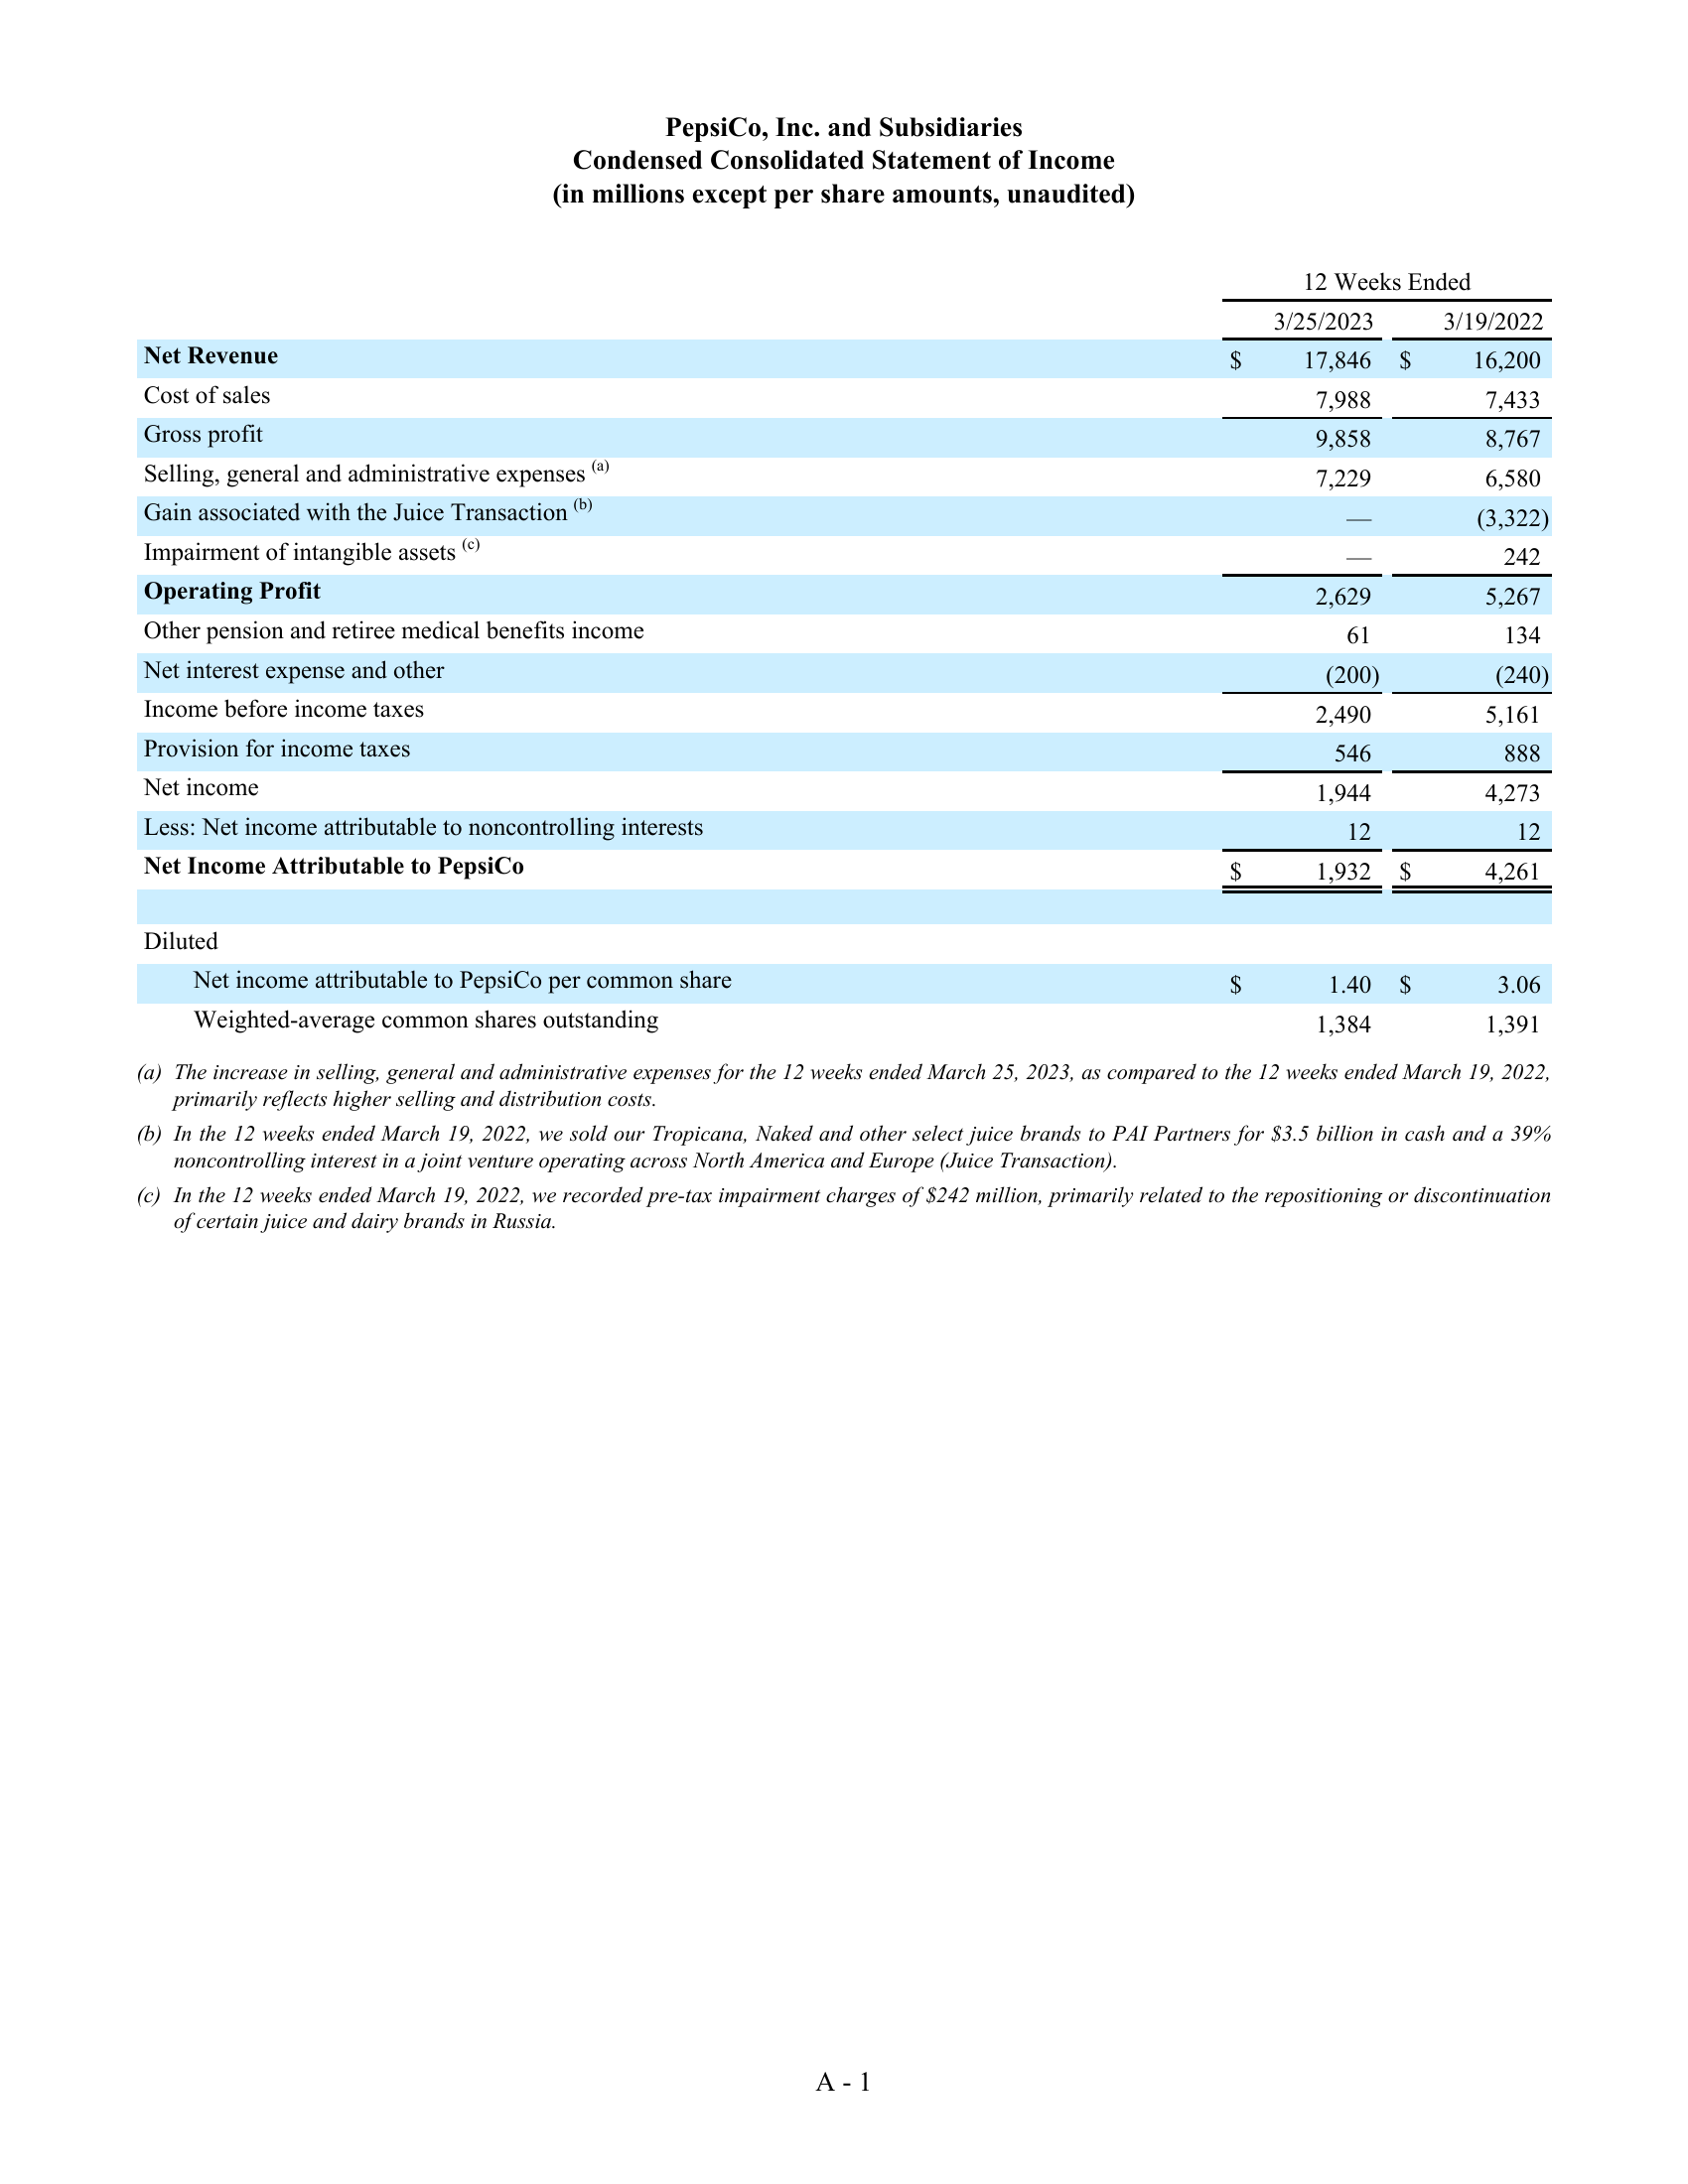 PepsiCo, Inc. and Subsidiaries
Condensed Consolidated Statement of Income
(in millions except per share amounts, unaudited)
12 Weeks Ended
3/25/2023 3/19/2022
Net Revenue $ 17,846 $ 16,200
Cost of sales 7,988 7,433
Gross profit 9,858 8,767
Selling, general and administrative expenses (a) 7,229 6,580
Gain associated with the Juice Transaction (b) — (3,322)
Impairment of intangible assets (c) — 242
Operating Profit 2,629 5,267
Other pension and retiree medical benefits income 61 134
Net interest expense and other (200) (240)
Income before income taxes 2,490 5,161
Provision for income taxes 546 888
Net income 1,944 4,273
Less: Net income attributable to noncontrolling interests 12 12
Net Income Attributable to PepsiCo $ 1,932 $ 4,261
Diluted
Net income attributable to PepsiCo per common share $ 1.40 $ 3.06
Weighted-average common shares outstanding 1,384 1,391
(a) The increase in selling, general and administrative expenses for the 12 weeks ended March 25, 2023, as compared to the 12 weeks ended March 19, 2022,
primarily reflects higher selling and distribution costs.
(b) In the 12 weeks ended March 19, 2022, we sold our Tropicana, Naked and other select juice brands to PAI Partners for $3.5 billion in cash and a 39%
noncontrolling interest in a joint venture operating across North America and Europe (Juice Transaction).
(c) In the 12 weeks ended March 19, 2022, we recorded pre-tax impairment charges of $242 million, primarily related to the repositioning or discontinuation
of certain juice and dairy brands in Russia.
A - 1